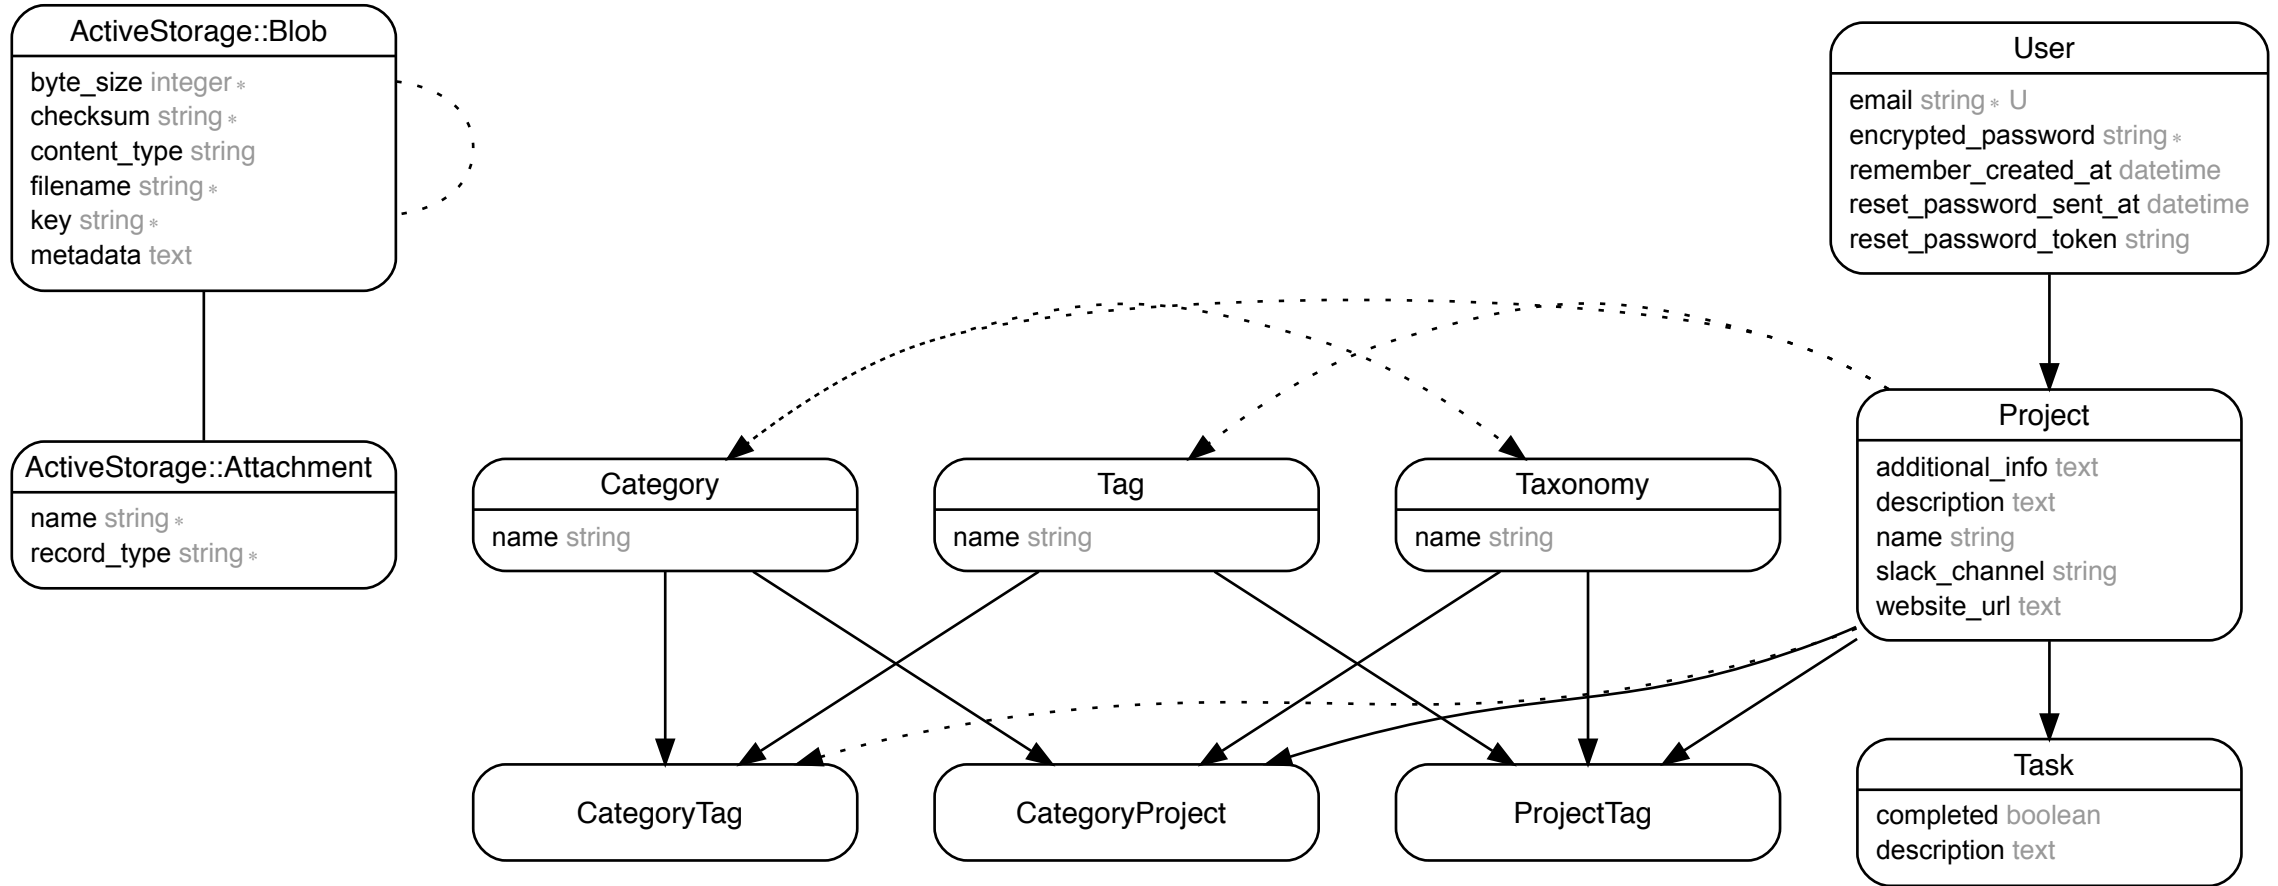 ActiveStorage::Blob
byte_size integer *
checksum string *
content_type string
filename string *
key string *
metadata text
ActiveStorage::Attachment
name string *
record_type string *
User
email string * U
encrypted_password string *
remember_created_at datetime
reset_password_sent_at datetime
reset_password_token string
Category
name string
Tag
name string
Taxonomy
name string
Project
additional_info text
description text
name string
slack_channel string
website_url text
CategoryTag
CategoryProject
ProjectTag
Task
completed boolean
description text